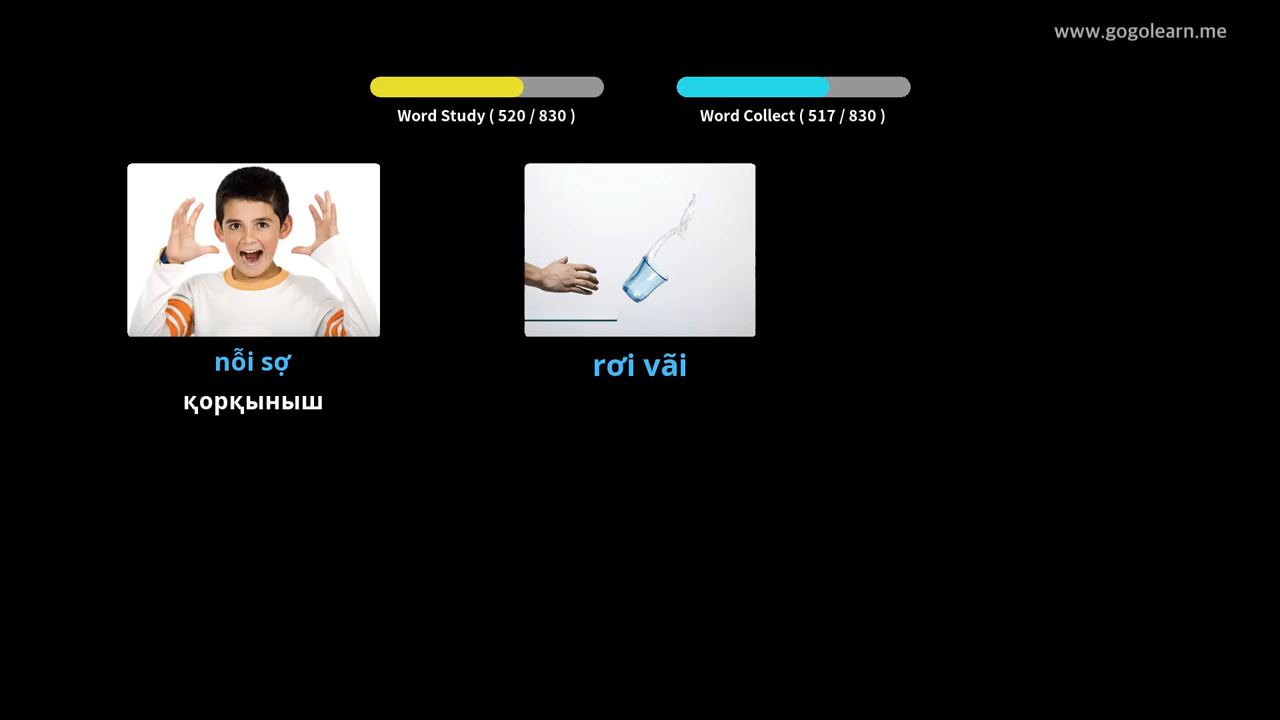 www.gogolearn.me
Word Study ( 520 / 830 )
Word Collect ( 517 / 830 )
nỗi sợ
қорқыныш
rơi vãi